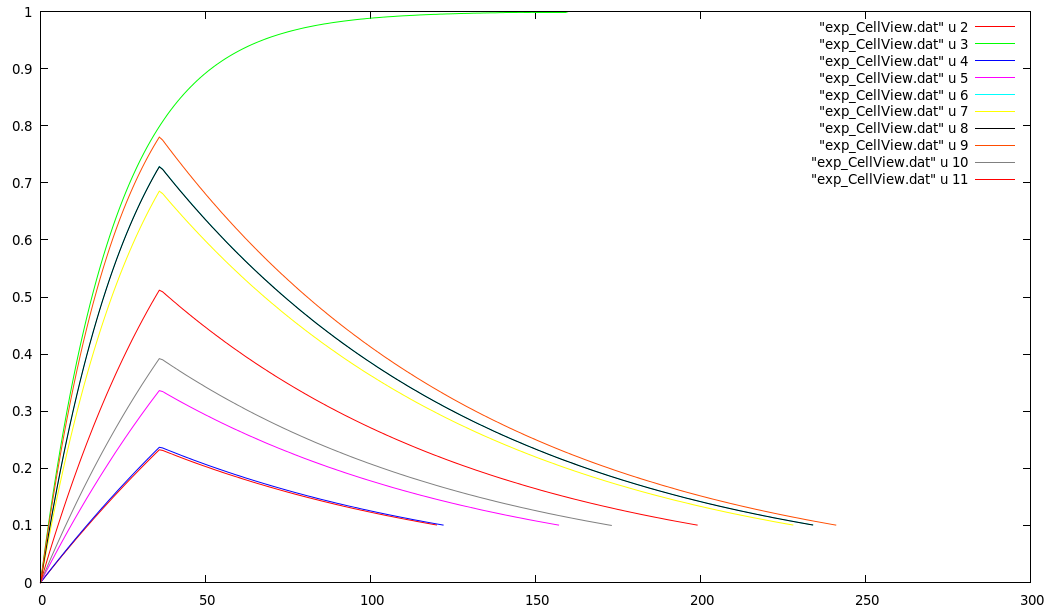 1
0.9
0.8
0.7
0.6
0.5
0.4
0.3
0.2
0.1
0
0 50 100 150 200 250 300
"exp_CellView.dat" u 2
"exp_CellView.dat" u 3
"exp_CellView.dat" u 4
"exp_CellView.dat" u 5
"exp_CellView.dat" u 6
"exp_CellView.dat" u 7
"exp_CellView.dat" u 8
"exp_CellView.dat" u 9
"exp_CellView.dat" u 10
"exp_CellView.dat" u 11